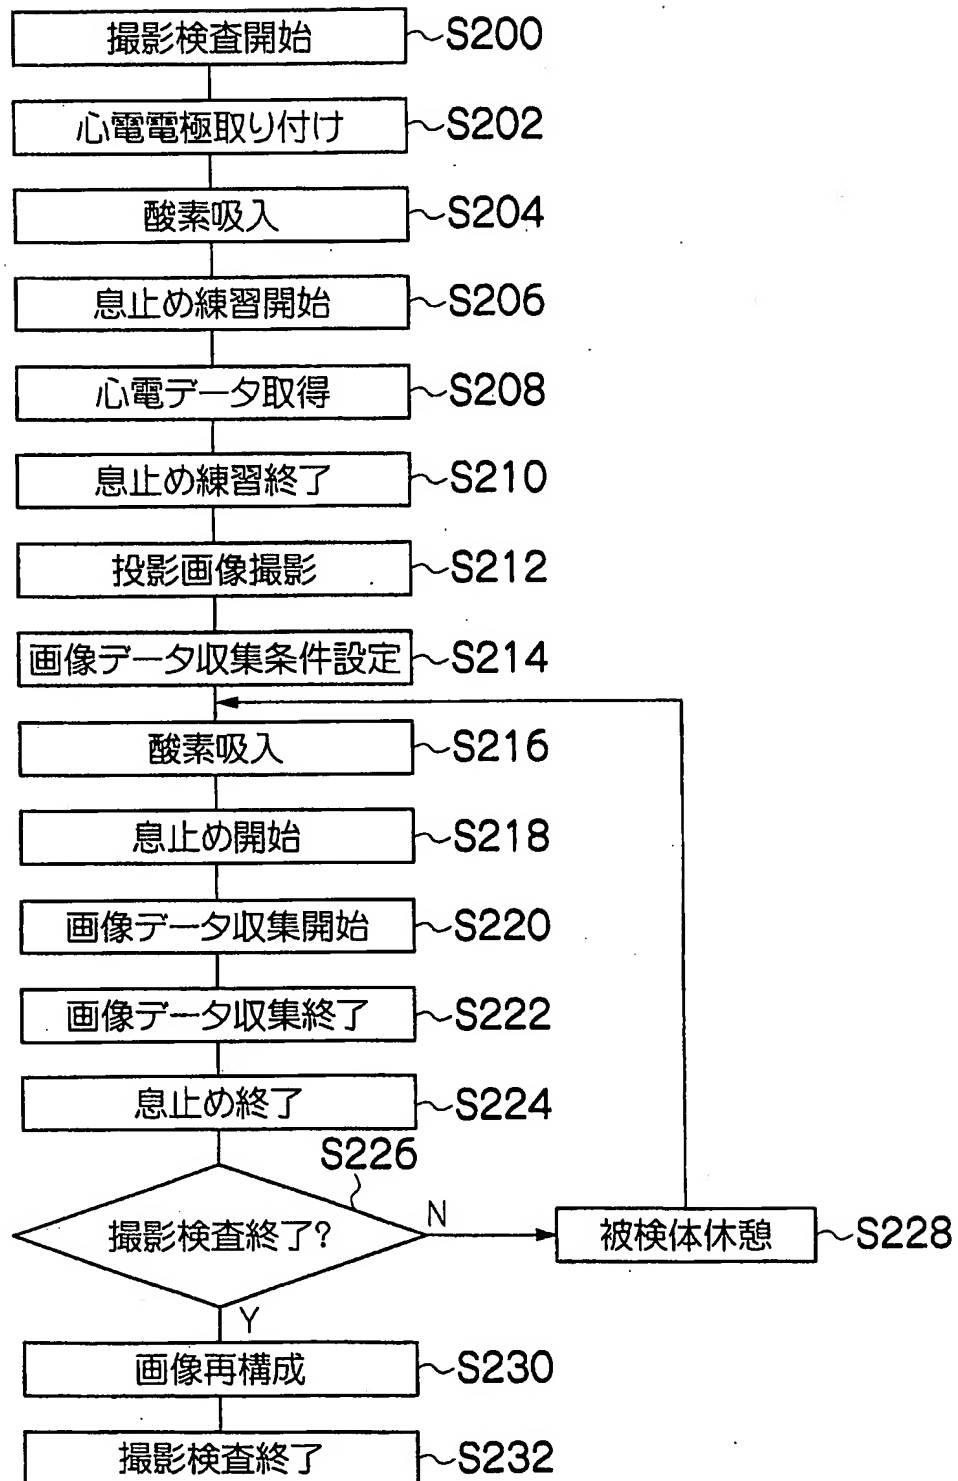 撮影検査開始 S200
心電電極取り付け S202
酸素吸入 S204
息止め練習開始 S206
心電データ取得 S208
息止め練習終了 S210
投影画像撮影 S212
画像データ収集条件設定 S214
酸素吸入 S216
息止め開始 S218
画像データ収集開始 S220
画像データ収集終了 S222
息止め終了 S224
S226
撮影検査終了? N 被検体休憩 S228
Y
画像再構成 S230
撮影検査終了 S232